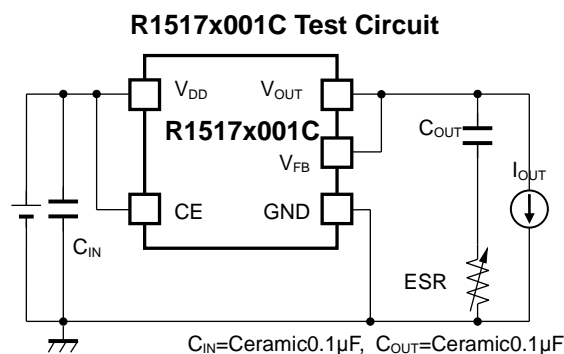 R1517x001C Test Circuit
VDD
VOUT
R1517x001C
COUT
VFB
IOUT
CE
GND
CIN
ESR
CIN=Ceramic0.1μF, COUT=Ceramic0.1μF